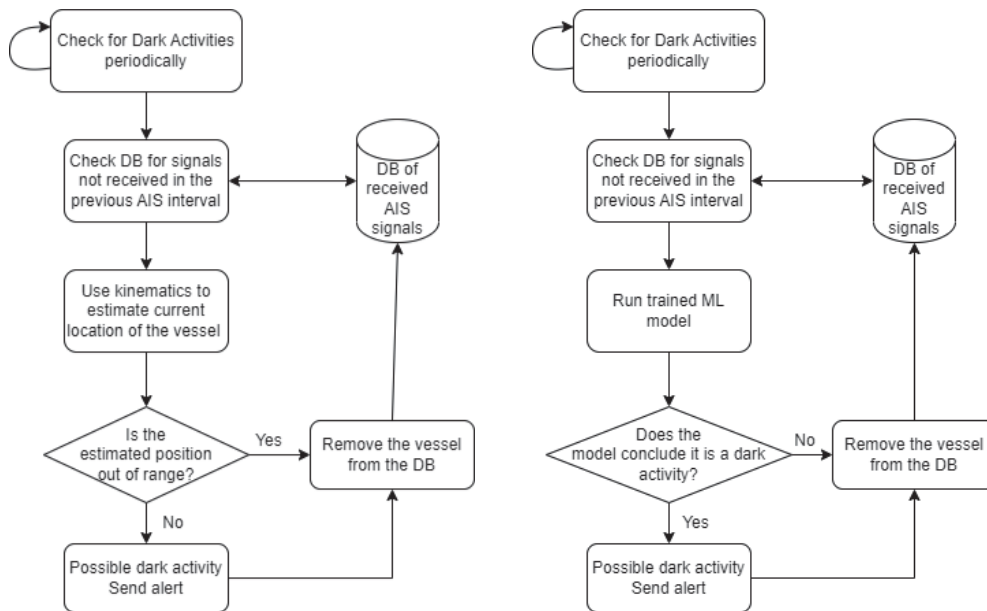 Check for Dark Activities
periodically
Check DB for signals
not received in the
previous AIS interval
DB of
received
AIS
signals
Use kinematics to
estimate current
location of the vessel
Is the
estimated position
out of range?
Yes
Remove the vessel
from the DB
No
Possible dark activity
Send alert
Check for Dark Activities
periodically
Check DB for signals
not received in the
previous AIS interval
DB of
received
AIS
signals
Run trained ML
model
Does the
model conclude it is a dark
activity?
No
Remove the vessel
from the DB
Yes
Possible dark activity
Send alert